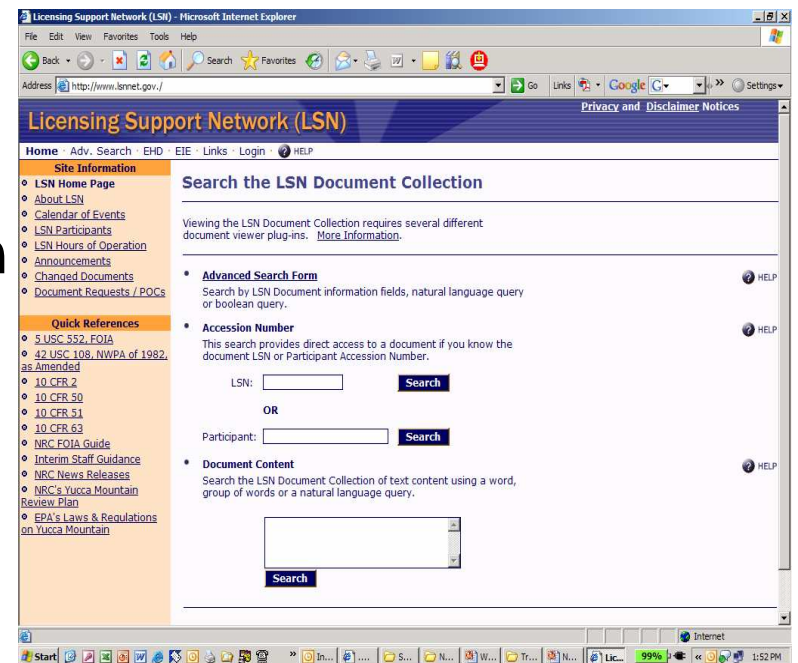 Licensing Support Network (LSN) - Microsoft Internet Explorer
File Edit View Favorites Tools Help
Back Search Favorites
Address http://www.lsnnet.gov./ Go Links Google G Settings
Privacy and Disclaimer Notices
Licensing Support Network (LSN)
Home · Adv. Search · EHD · EIE · Links · Login · HELP
Site Information
LSN Home Page
About LSN
Calendar of Events
LSN Participants
LSN Hours of Operation
Announcements
Changed Documents
Document Requests / POCs
Quick References
5 USC 552, FOIA
42 USC 108, NWPA of 1982,
as Amended
10 CFR 2
10 CFR 50
10 CFR 51
10 CFR 63
NRC FOIA Guide
Interim Staff Guidance
NRC News Releases
NRC's Yucca Mountain
Review Plan
EPA's Laws & Regulations
on Yucca Mountain
Search the LSN Document Collection
Viewing the LSN Document Collection requires several different
document viewer plug-ins. More Information.
Advanced Search Form
HELP
Search by LSN Document information fields, natural language query
or boolean query.
Accession Number
HELP
This search provides direct access to a document if you know the
document LSN or Participant Accession Number.
LSN: Search
OR
Participant: Search
Document Content
HELP
Search the LSN Document Collection of text content using a word,
group of words or a natural language query.
Search
n
Internet
Start In... .... S... N... W... Tr... N... Lic... 99% 1:52 PM